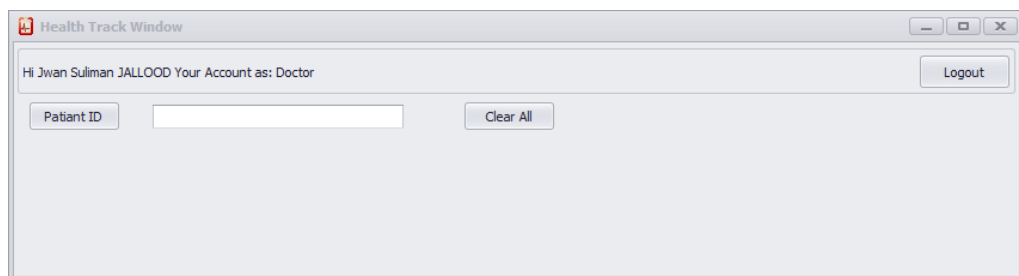 Health Track Window
Hi Jwan Suliman JALLOOD Your Account as: Doctor
Logout
Patiant ID
Clear All